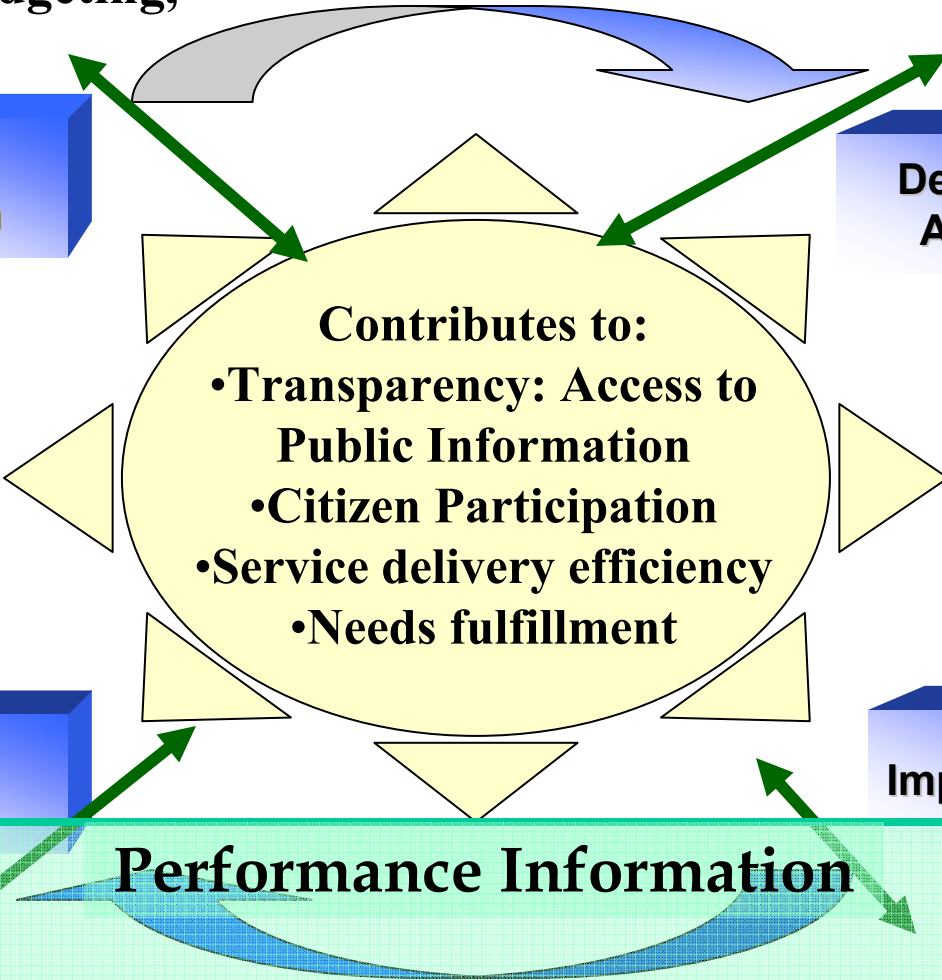 Contributes to:
•Transparency: Access to
Public Information
•Citizen Participation
•Service delivery efficiency
•Needs fulfillment
Performance Information